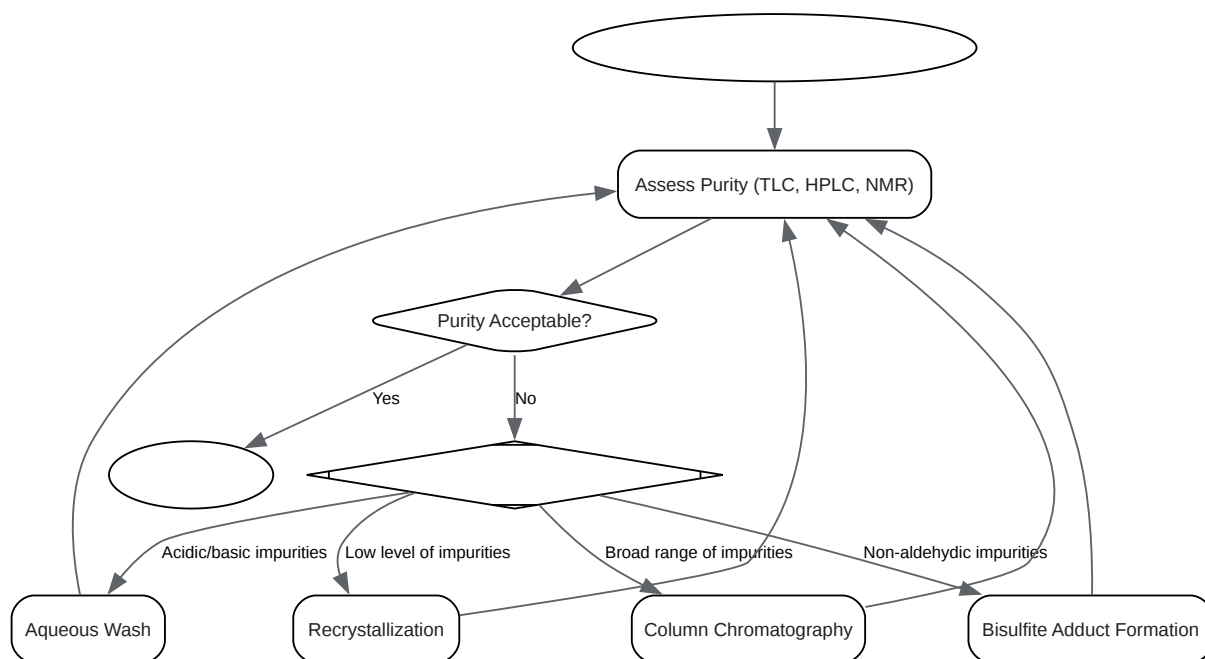 Assess Purity (TLC, HPLC, NMR)
Purity Acceptable?
Yes
No
Acidic/basic impurities
Low level of impurities
Broad range of impurities
Non-aldehydic impurities
Aqueous Wash
Recrystallization
Column Chromatography
Bisulfite Adduct Formation